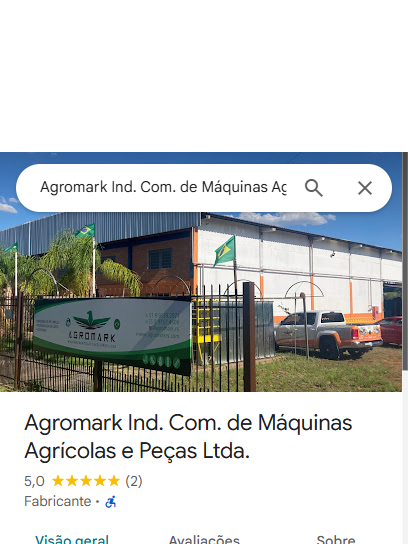 Agromark Ind. Com. de Máquinas Ag
AGROMARK
Agromark Ind. Com. de Máquinas
Agrícolas e Peças Ltda.
5,0 (2)
Fabricante ·
Visão geral Avaliações Sobre